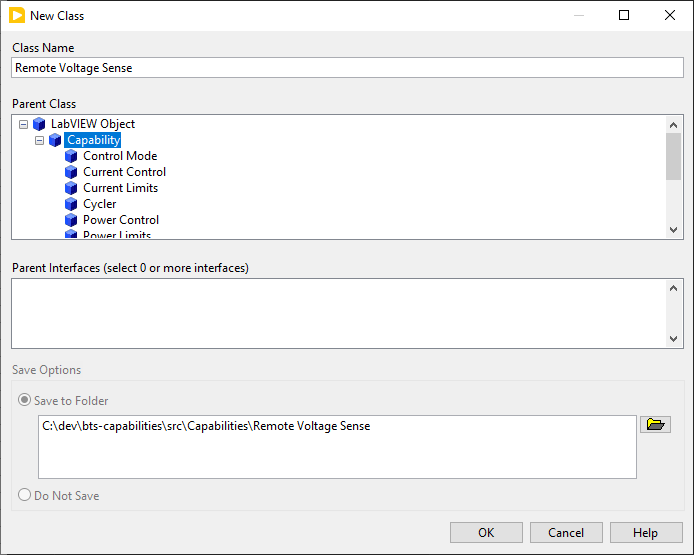 New Class
Class Name
Remote Voltage Sense
Parent Class
LabVIEW Object
Capability
Control Mode
Current Control
Current Limits
Cycler
Power Control
Power Limits
Parent Interfaces (select 0 or more interfaces)
Save Options
Save to Folder
C:\dev\bts-capabilities\src\Capabilities\Remote Voltage Sense
Do Not Save
OK Cancel Help